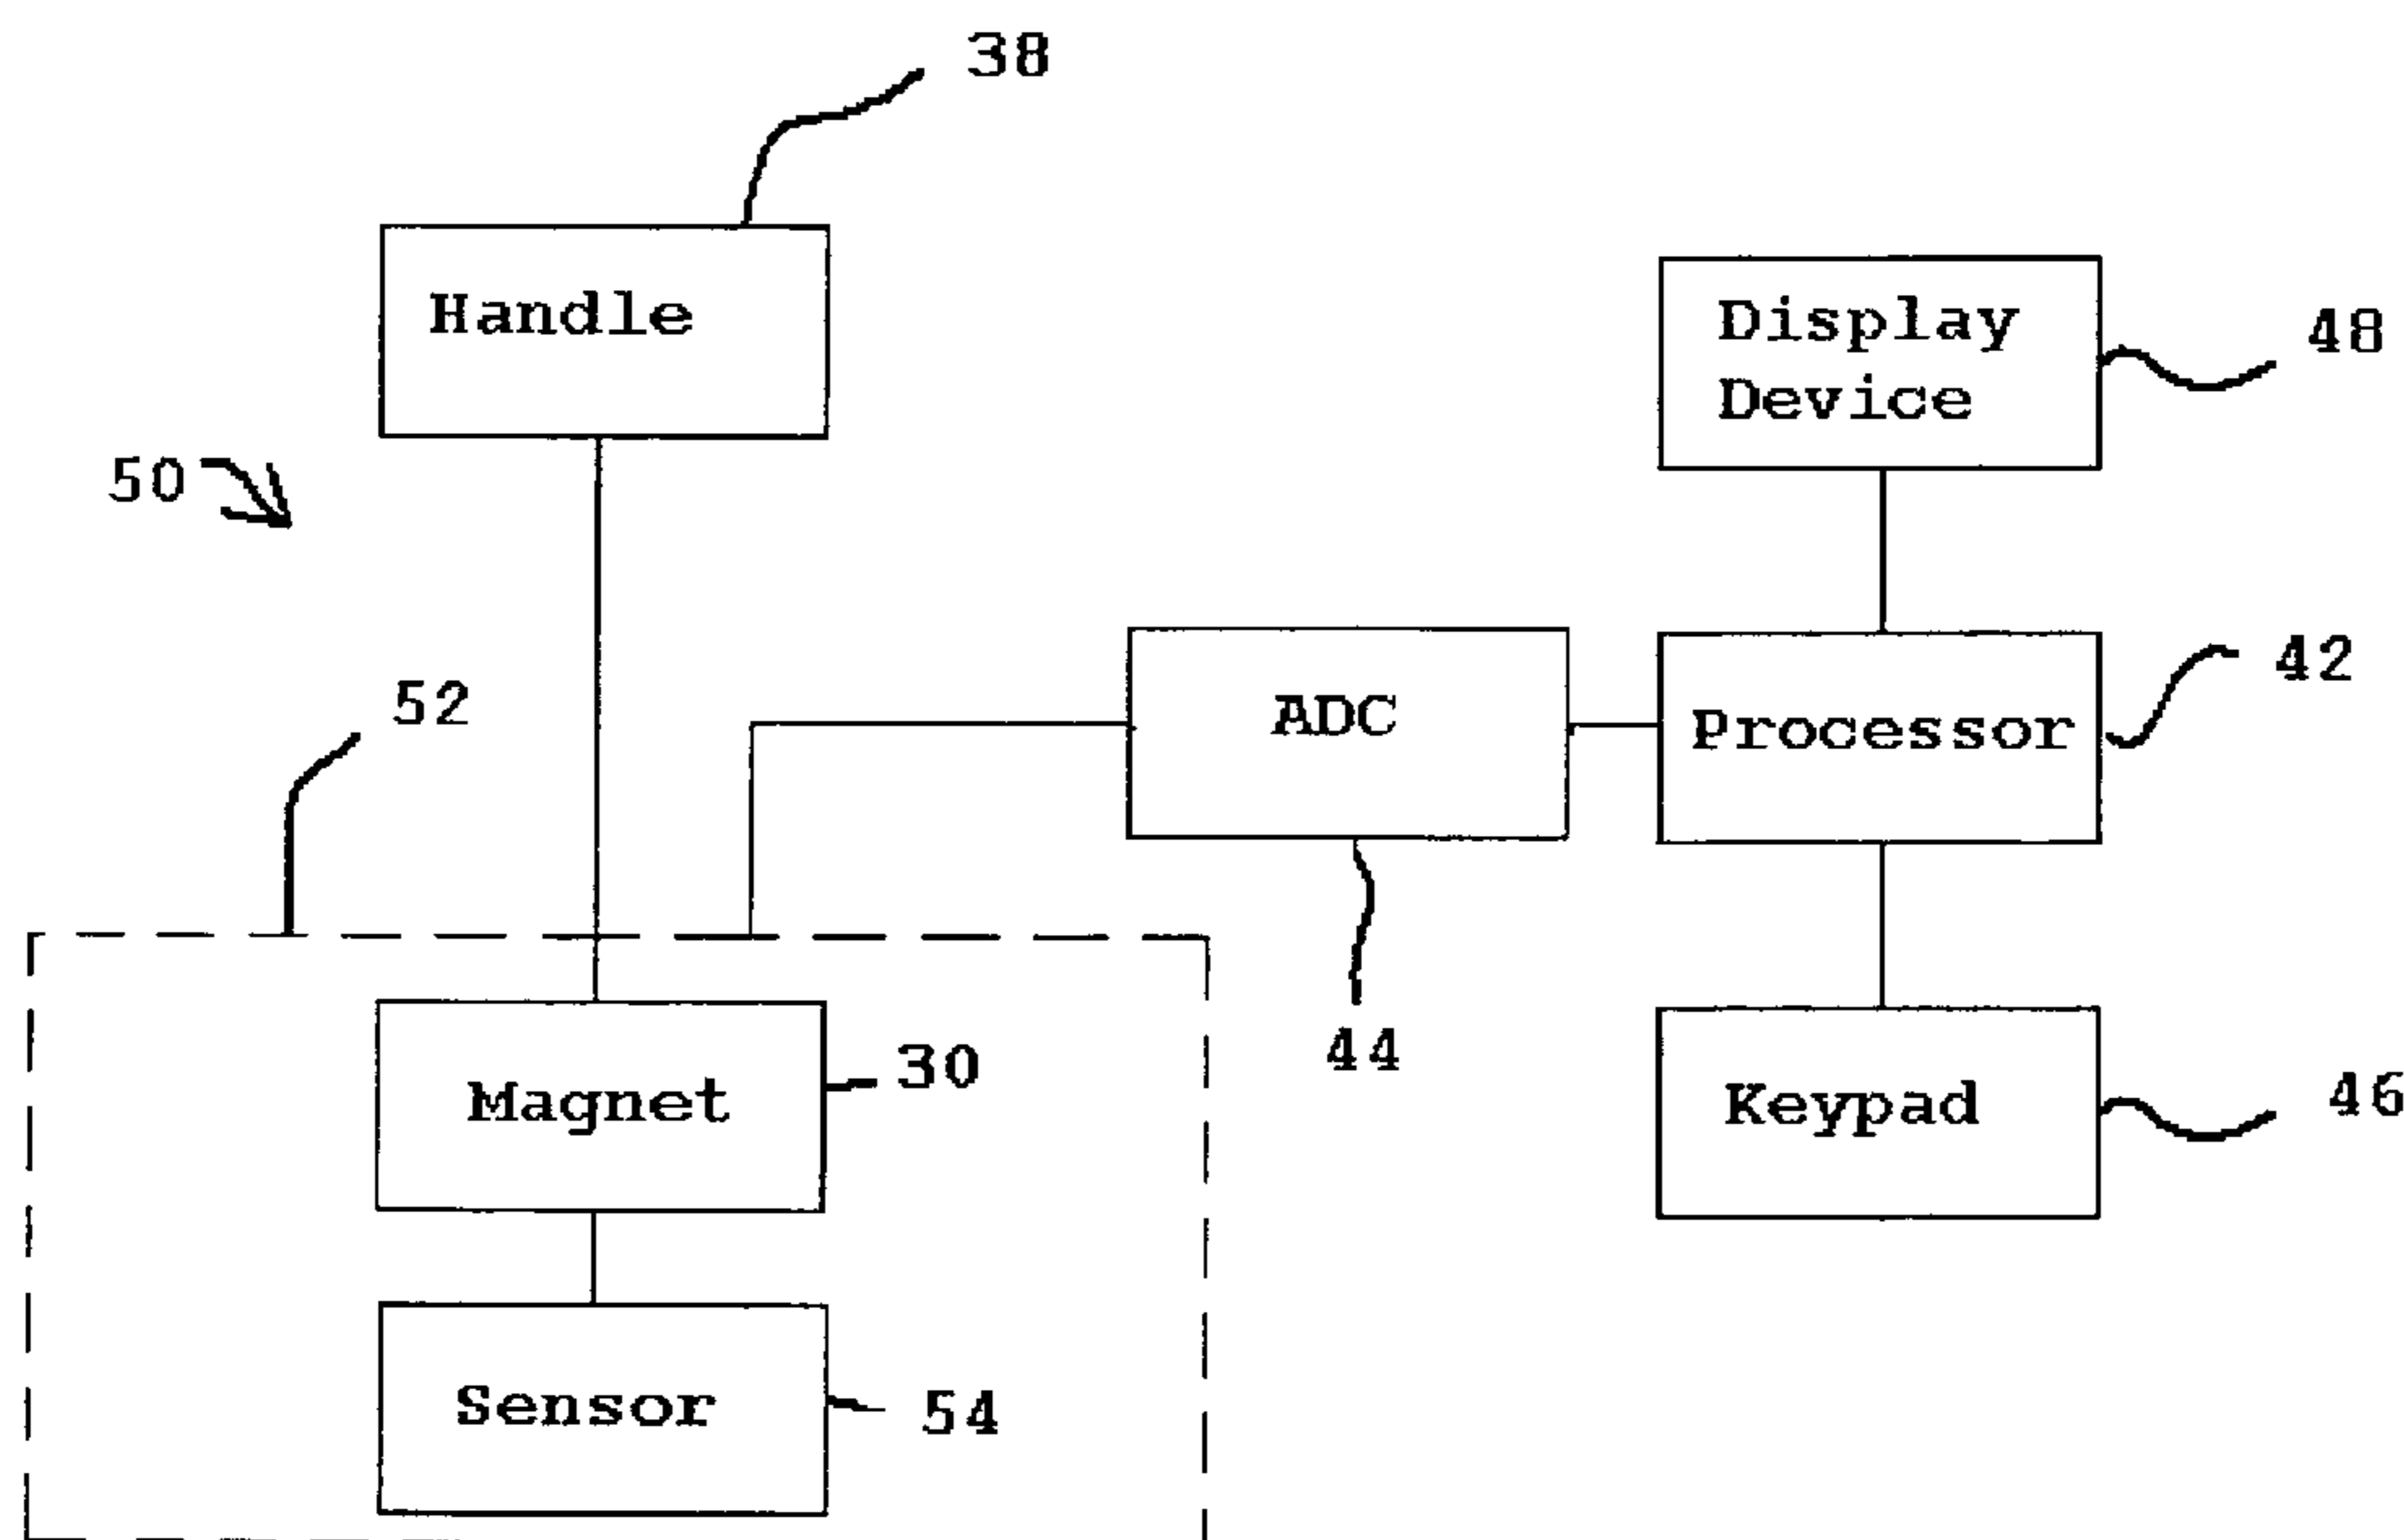 38
Handle
Display
Device
48
50
52
ADC
Processor
42
44
Magnet
30
Keypad
46
Sensor
54